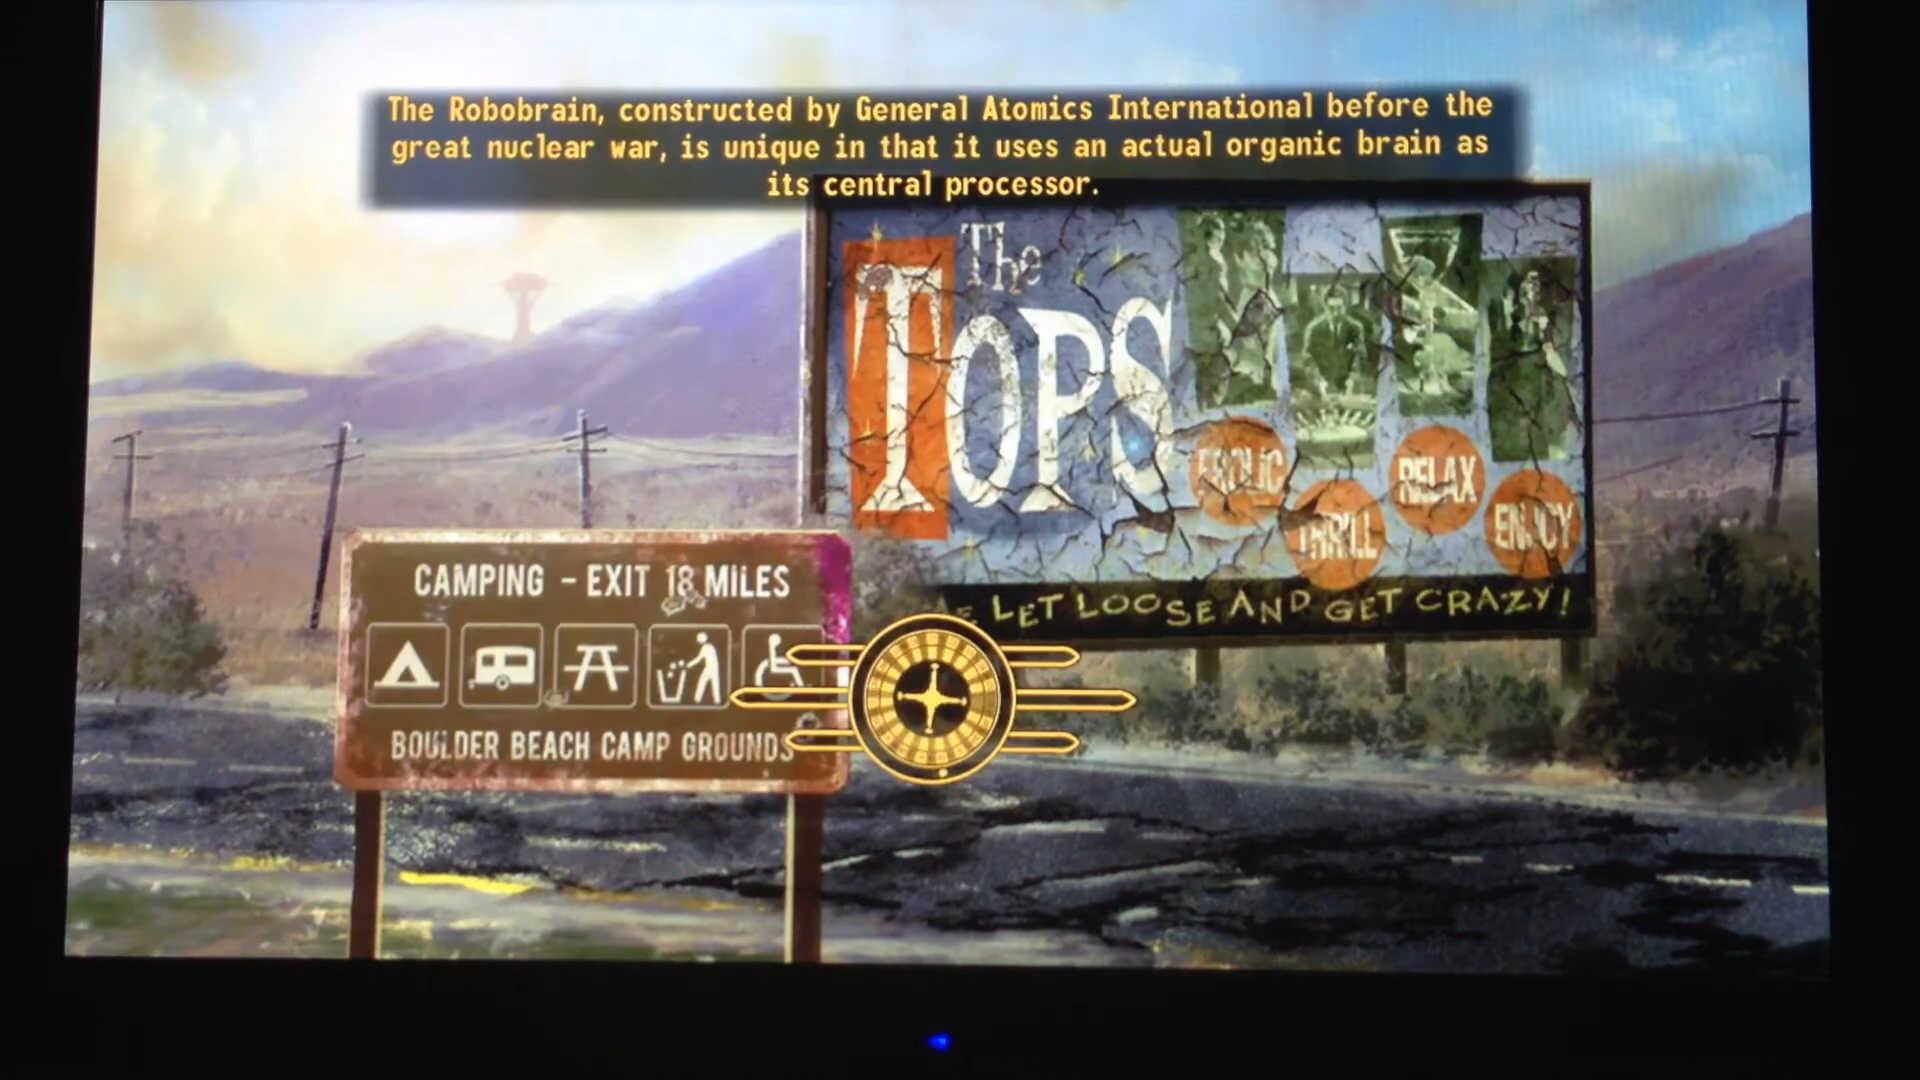 The Robobrain, constructed by General Atomics International before the
great nuclear war, is unique in that it uses an actual organic brain as
its central processor.
The
TOPS
FROLIC
THRILL
RELAX
ENJOY
LET LOOSE AND GET CRAZY!
CAMPING - EXIT 18 MILES
BOULDER BEACH CAMP GROUNDS